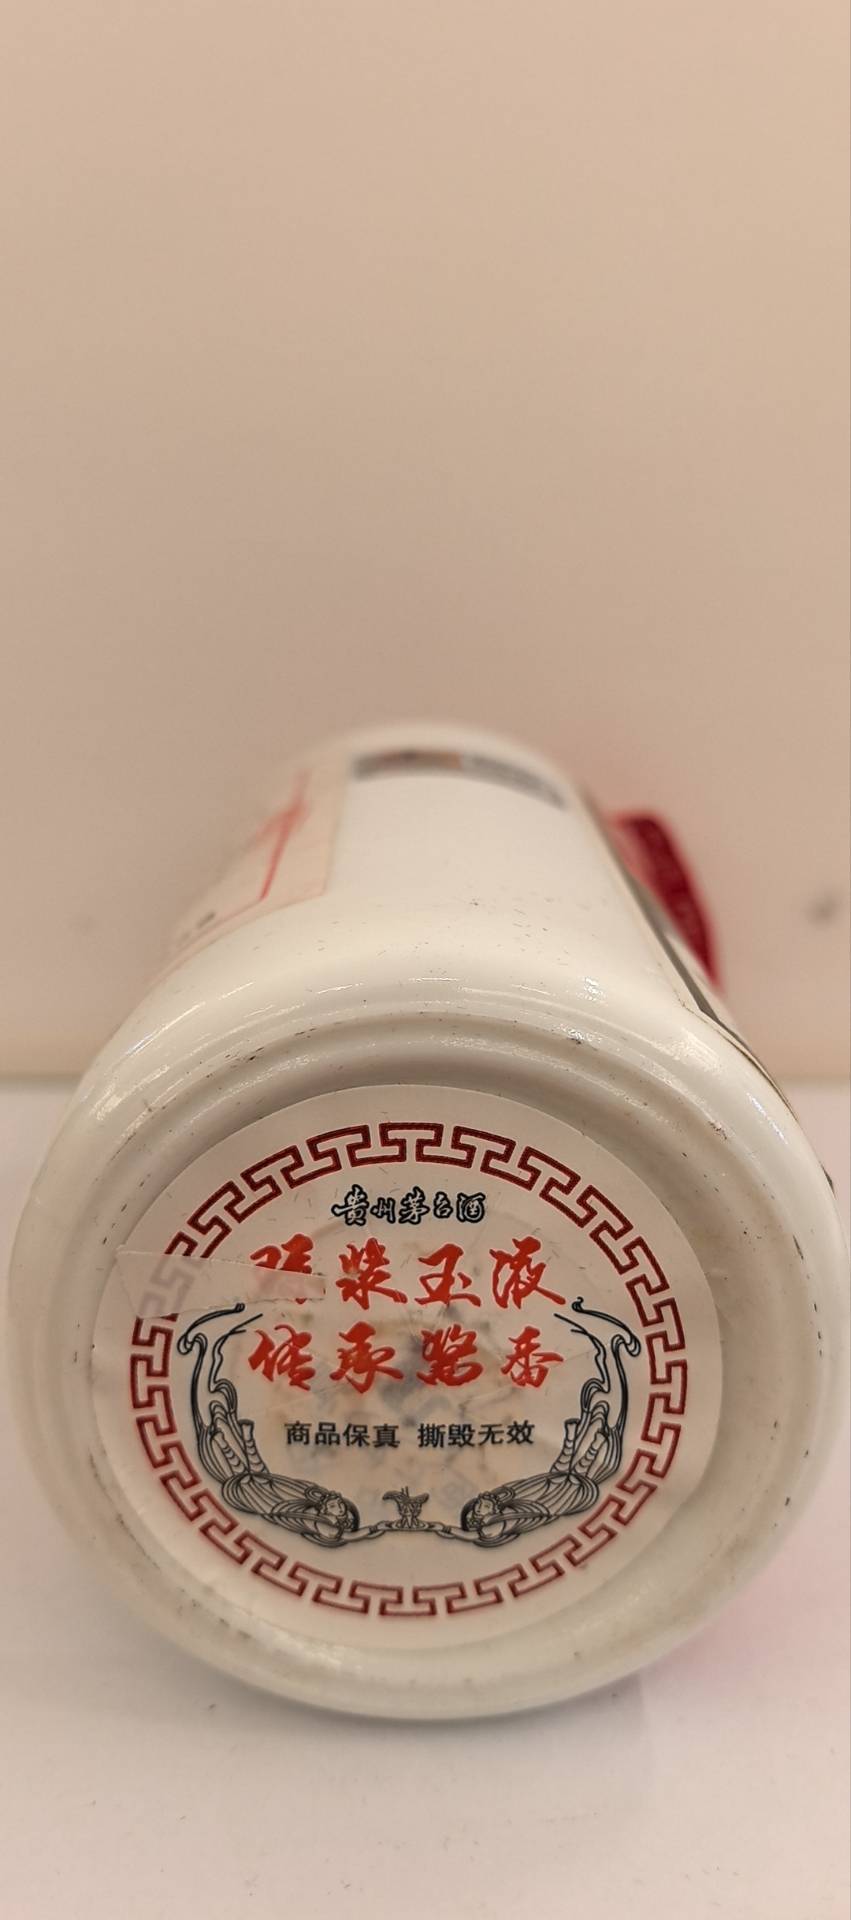 贵州茅台酒
琼浆玉液
传承酱香
商品保真 撕毁无效